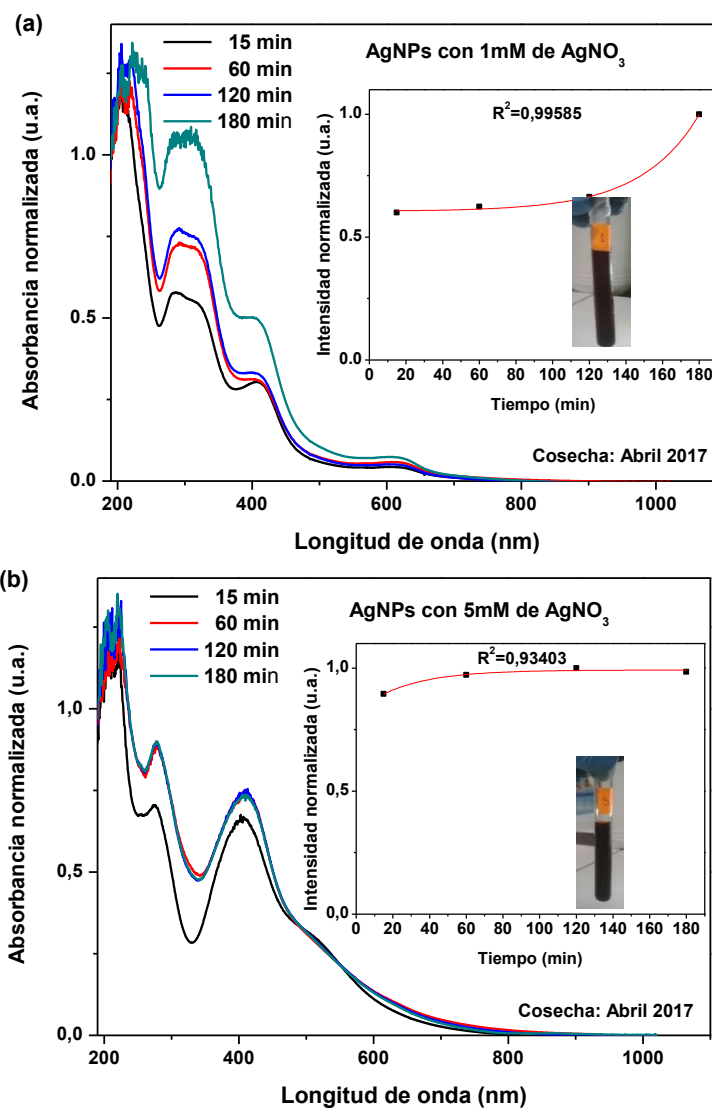 (a)
15 min
60 min
120 min
180 min
AgNPs con 1mM de AgNO₃
R²=0,99585
1.0
0.5
0.0
Intensidad normalizada (u.a.)
1
0 20 40 60 80 100 120 140 160 180
Tiempo (min)
1.0
0.5
0.0
Absorbancia normalizada (u.a.)
Cosecha: Abril 2017
200 400 600 800 1000
Longitud de onda (nm)
(b)
15 min
60 min
120 min
180 min
AgNPs con 5mM de AgNO₃
R²=0,93403
1,0
0,5
0,0
Intensidad normalizada (u.a.)
5
0 20 40 60 80 100 120 140 160 180
Tiempo (min)
1,0
0,5
0,0
Absorbancia normalizada (u.a.)
Cosecha: Abril 2017
200 400 600 800 1000
Longitud de onda (nm)